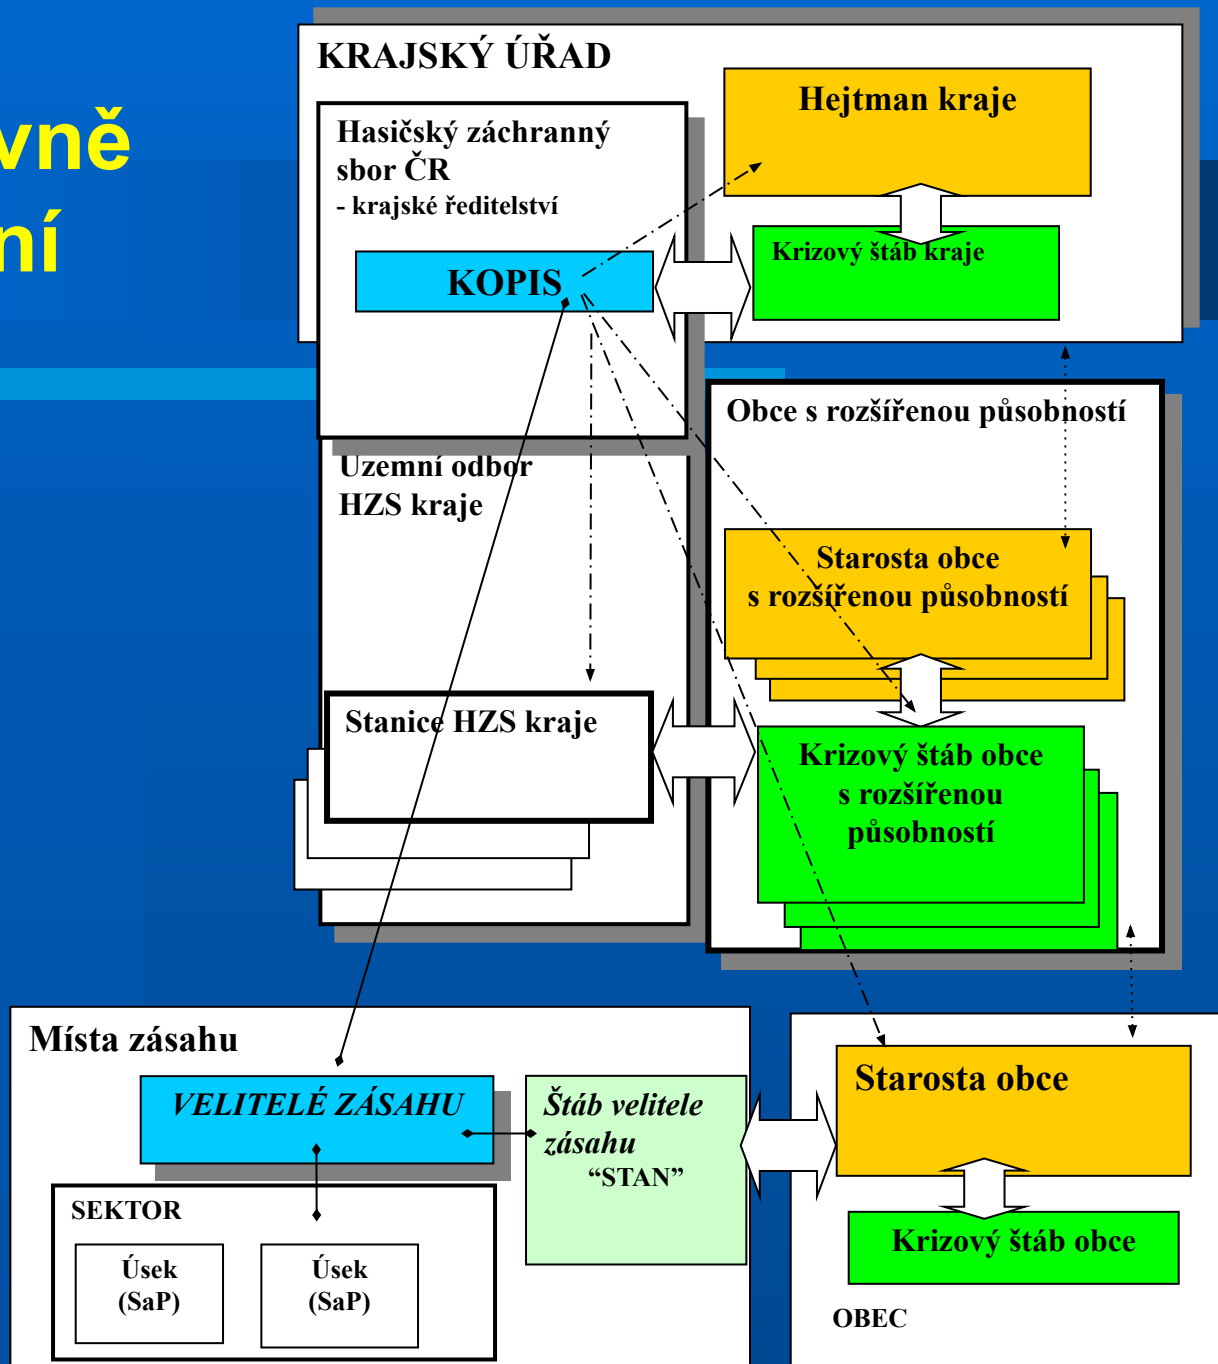 vně
ní
KRAJSKÝ ÚŘAD
Hejtman kraje
Hasičský záchranný
sbor ČR
- krajské ředitelství
KOPIS
Krizový štáb kraje
Obce s rozšířenou působností
Uzemní odbor
HZS kraje
Starosta obce
s rozšířenou působností
Stanice HZS kraje
Krizový štáb obce
s rozšířenou
působností
Místa zásahu
VELITELÉ ZÁSAHU
Štáb velitele
zásahu
“STAN”
Starosta obce
SEKTOR
Úsek
(SaP)
Úsek
(SaP)
Krizový štáb obce
OBEC